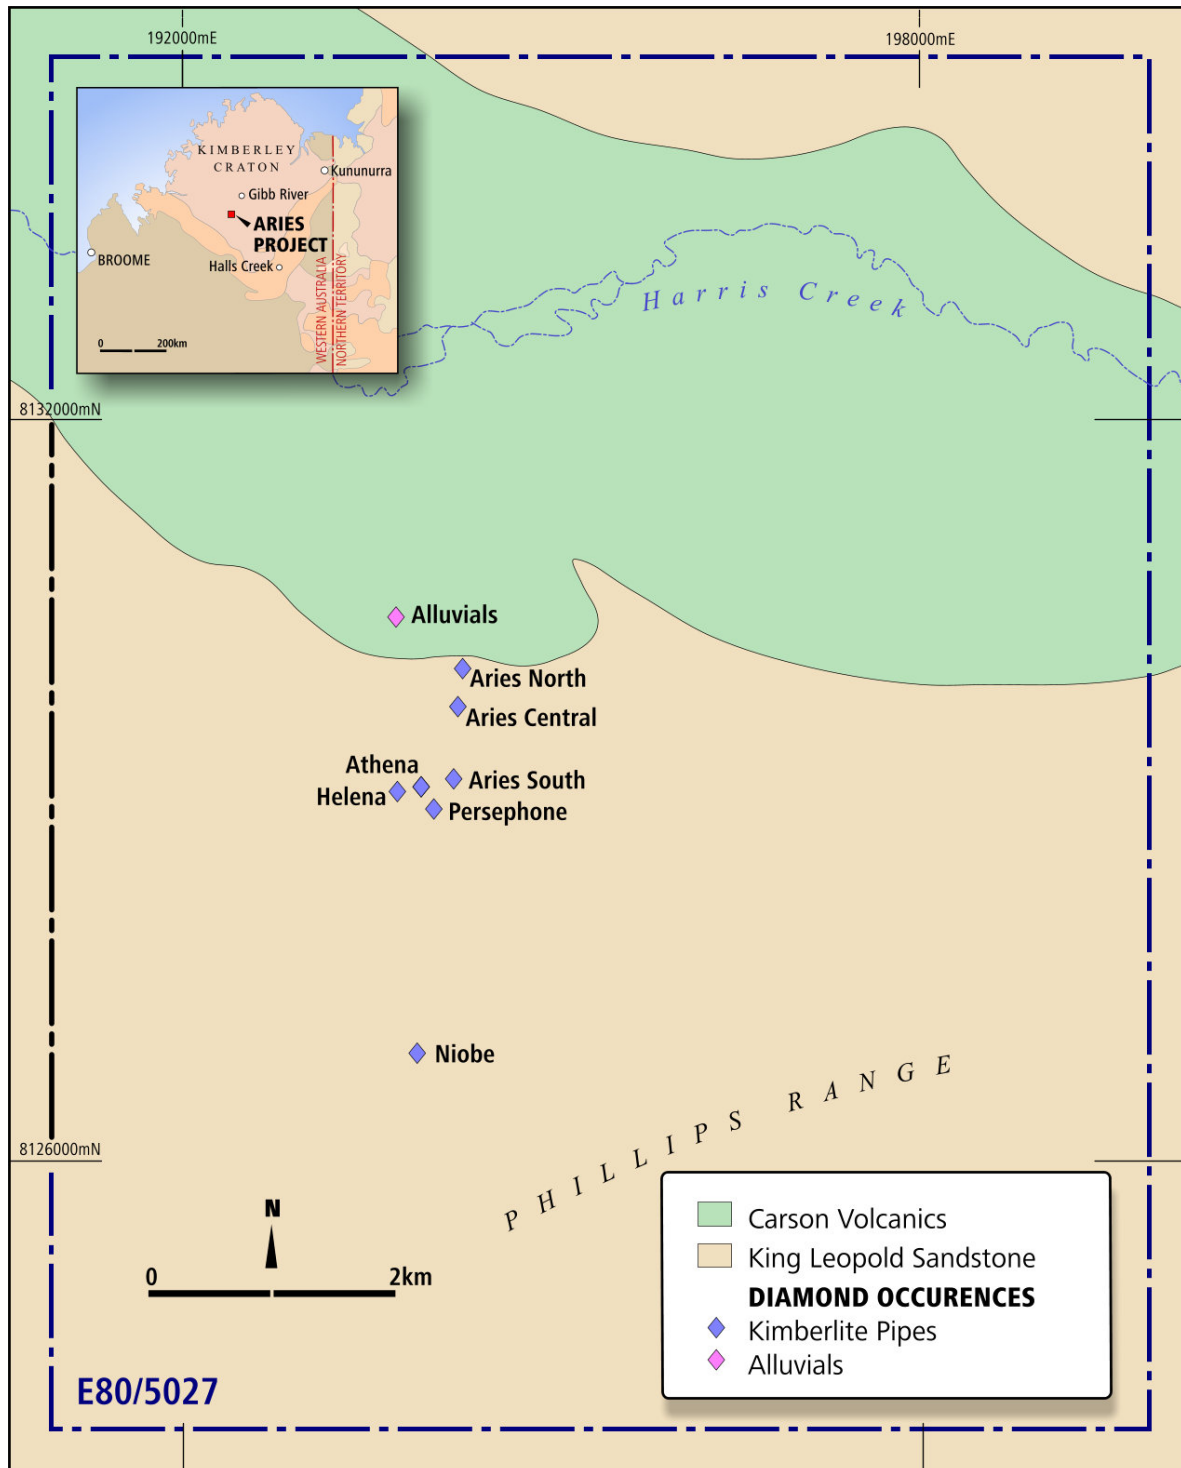 192000mE
198000mE
KIMBERLEY
CRATON
Kununurra
Gibb River
ARIES
PROJECT
BROOME
Halls Creek
WESTERN AUSTRALIA
NORTHERN TERRITORY
0 200km
Harris Creek
8132000mN
Alluvials
Aries North
Aries Central
Athena
Aries South
Helena
Persephone
Niobe
PHILLIPS RANGE
8126000mN
N
0 2km
E80/5027
Carson Volcanics
King Leopold Sandstone
DIAMOND OCCURENCES
Kimberlite Pipes
Alluvials